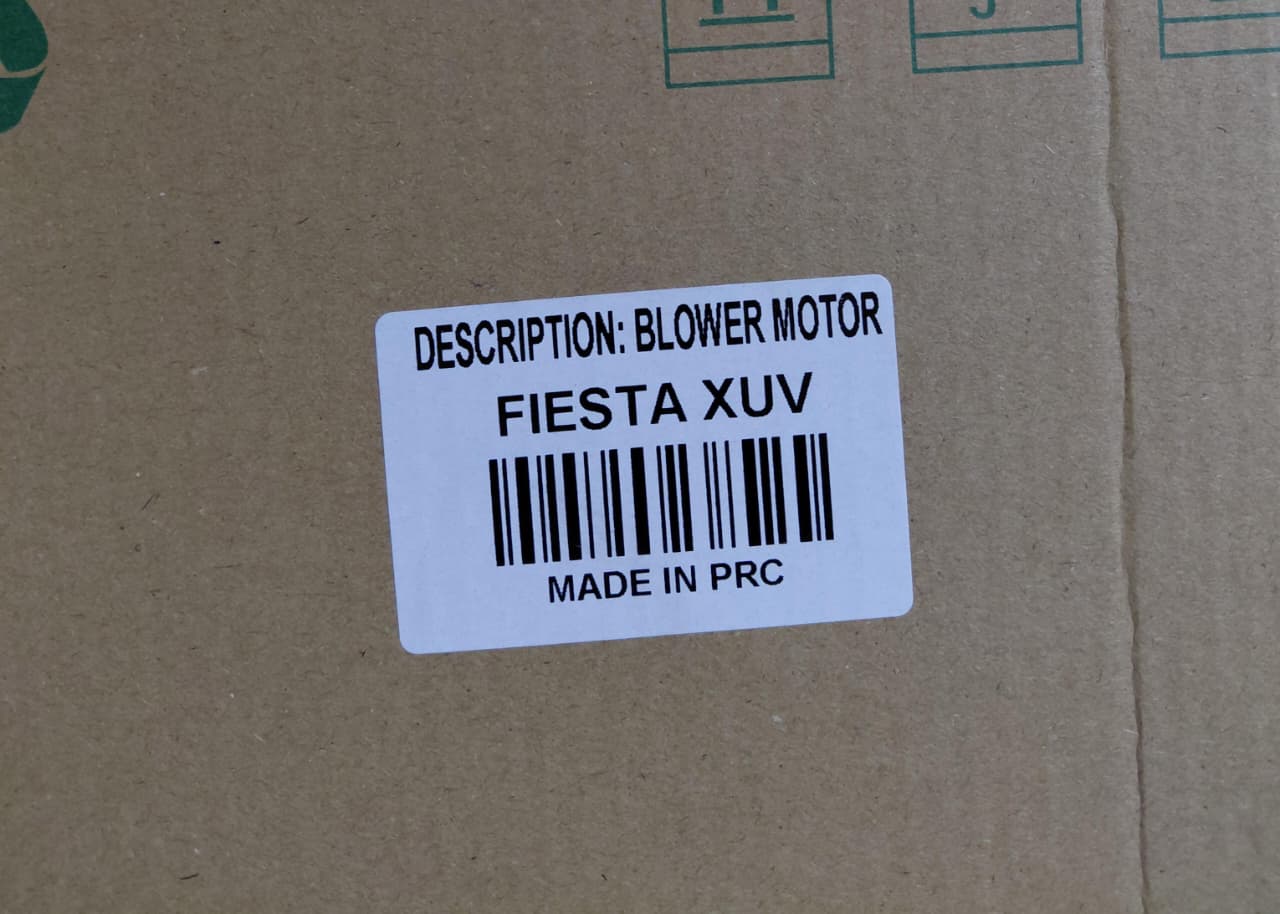 DESCRIPTION: BLOWER MOTOR
FIESTA XUV
MADE IN PRC